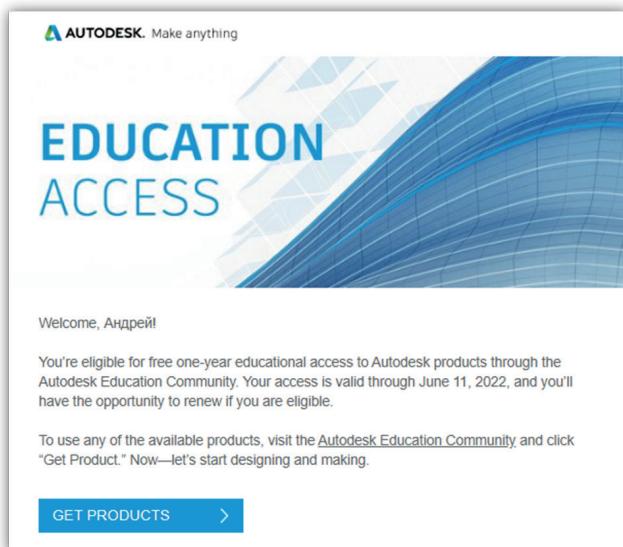 AUTODESK. Make anything
EDUCATION
ACCESS
Welcome, Андрей!
You’re eligible for free one-year educational access to Autodesk products through the
Autodesk Education Community. Your access is valid through June 11, 2022, and you’ll
have the opportunity to renew if you are eligible.
To use any of the available products, visit the Autodesk Education Community and click
“Get Product.” Now—let’s start designing and making.
GET PRODUCTS